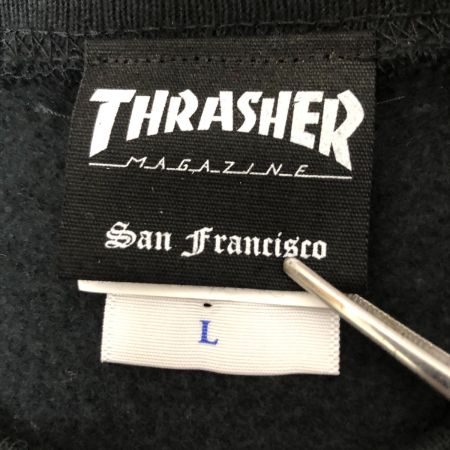 THRASHER
MAGAZINE
San Francisco
L